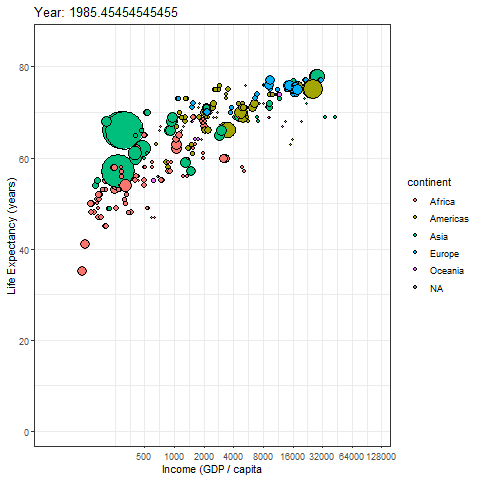 Year: 1985.45454545455
80
60
40
20
0
Life Expectancy (years)
500 1000 2000 4000 8000 16000 32000 64000 128000
Income (GDP / capita
continent
Africa
Americas
Asia
Europe
Oceania
NA